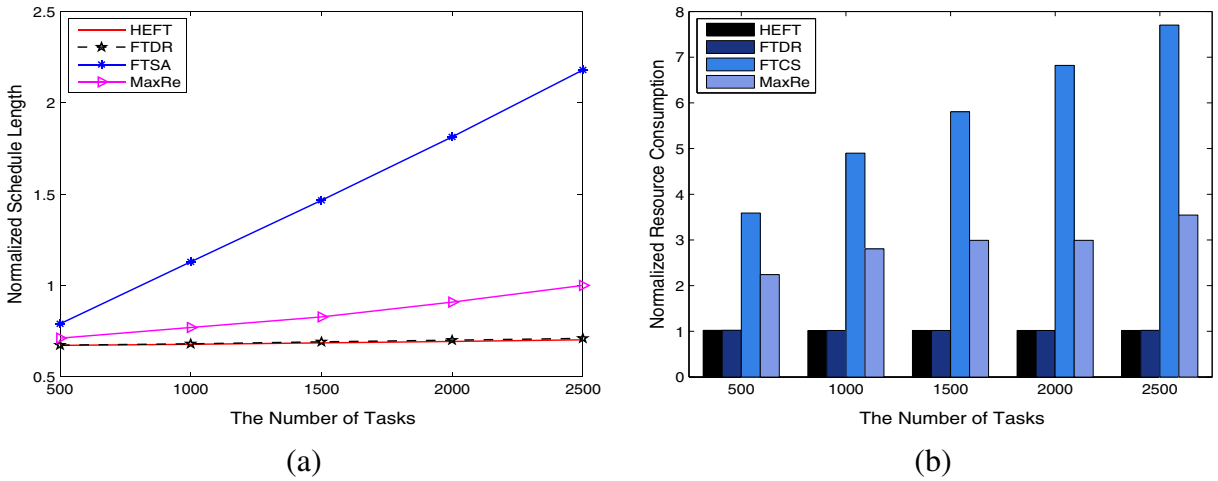 2.5
2
1.5
1
0.5
Normalized Schedule Length
HEFT
FTDR
FTSA
MaxRe
500
1000
1500
2000
2500
The Number of Tasks
(a)
8
7
6
5
4
3
2
1
0
Normalized Resource Consumption
HEFT
FTDR
FTCS
MaxRe
500
1000
1500
2000
2500
The Number of Tasks
(b)